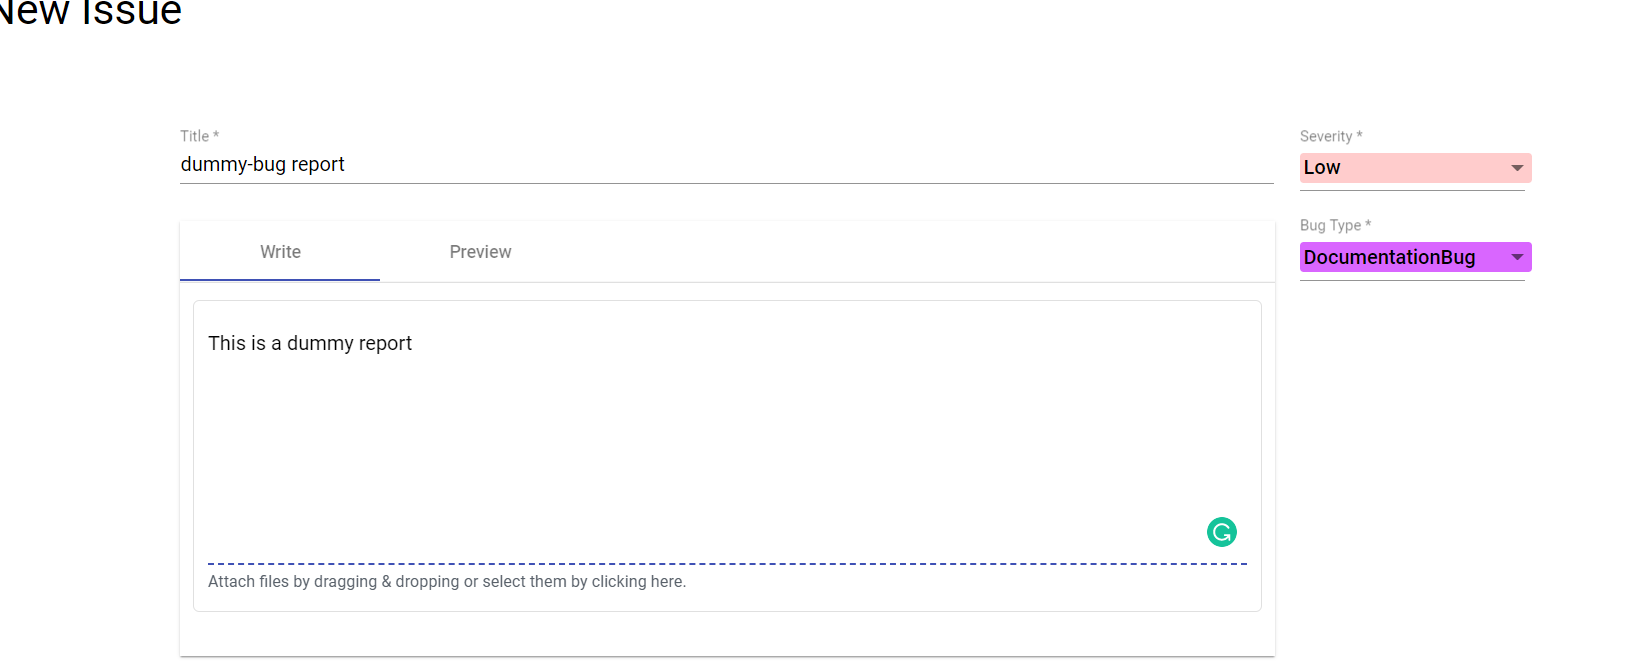 New Issue
Title *
dummy-bug report
Severity *
Low
Bug Type *
DocumentationBug
Write
Preview
This is a dummy report
Attach files by dragging & dropping or select them by clicking here.